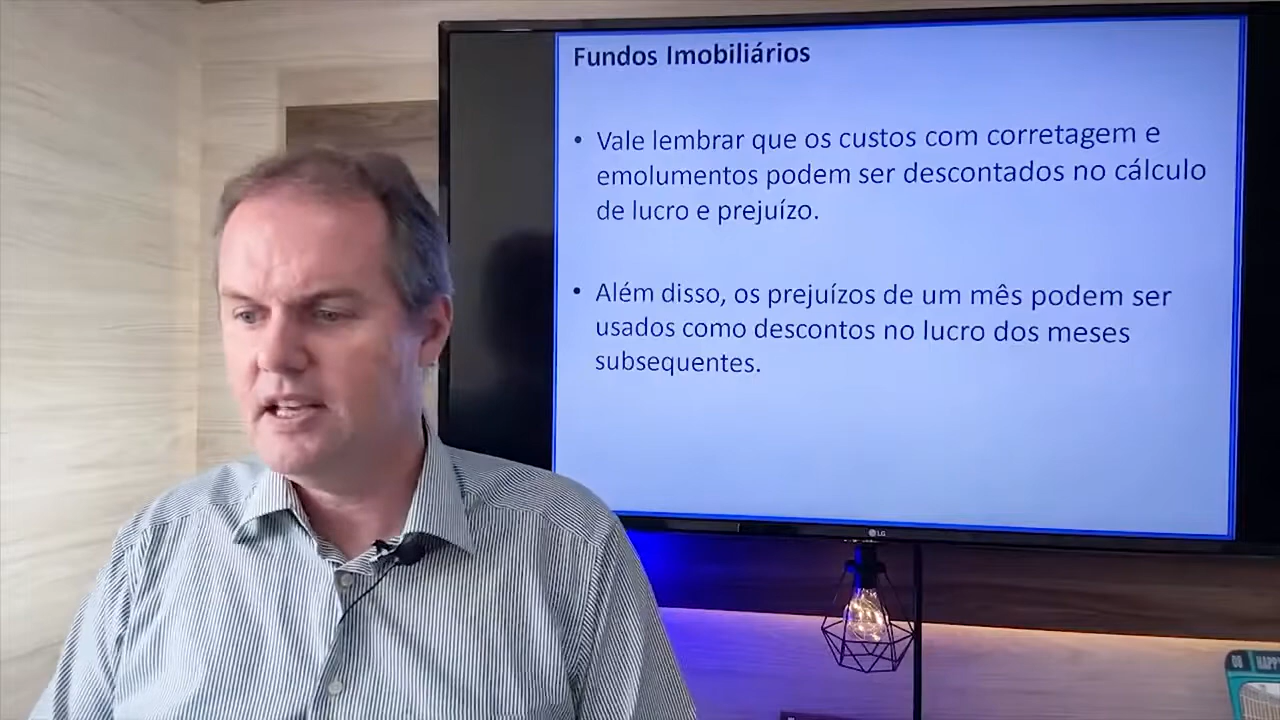 Fundos Imobiliários
• Vale lembrar que os custos com corretagem e
emolumentos podem ser descontados no cálculo
de lucro e prejuízo.
• Além disso, os prejuízos de um mês podem ser
usados como descontos no lucro dos meses
subsequentes.
LG